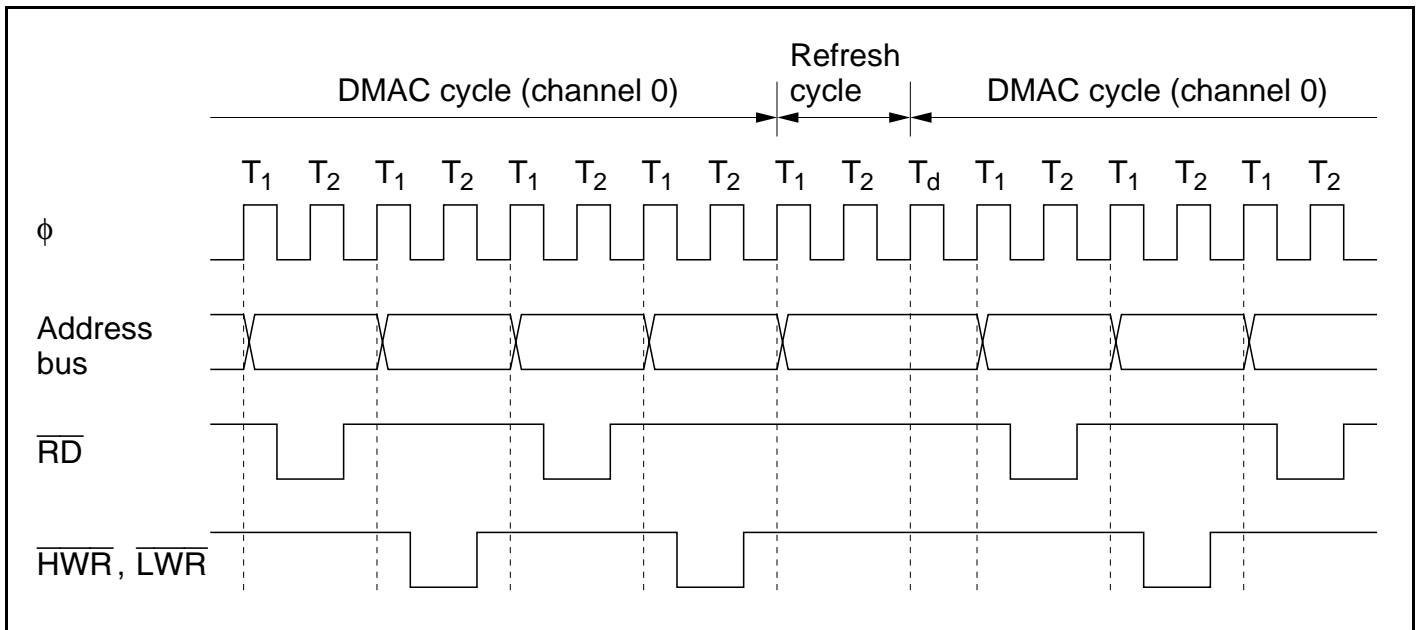 Refresh
DMAC cycle (channel 0) cycle DMAC cycle (channel 0)
T1 T2 T1 T2 T1 T2 T1 T2 T1 T2 Td T1 T2 T1 T2 T1 T2
ϕ
Address
bus
RD
HWR, LWR